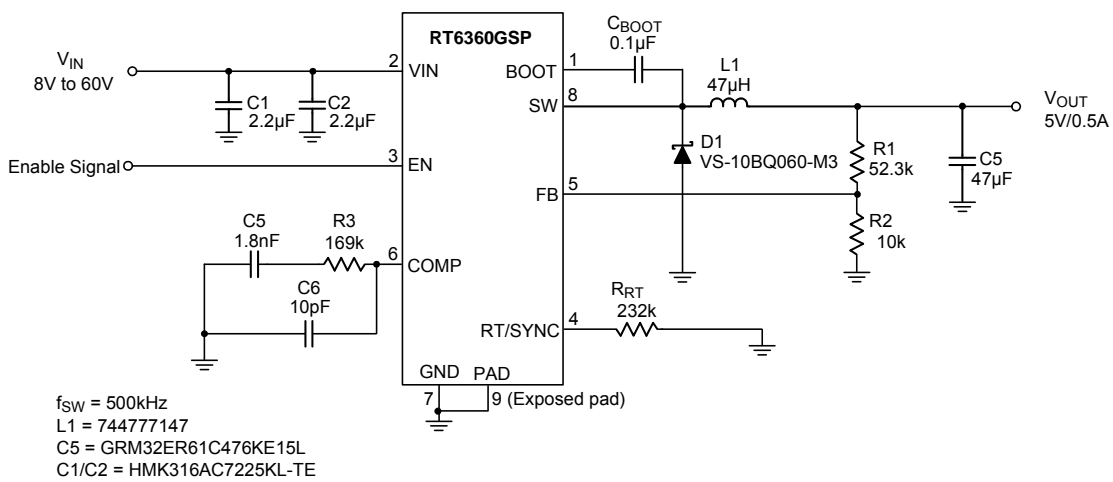 RT6360GSP
VIN
8V to 60V
2
VIN
C1
2.2µF
C2
2.2µF
Enable Signal
3
EN
C5
1.8nF
R3
169k
6
COMP
C6
10pF
GND
7
PAD
9 (Exposed pad)
BOOT
1
CBOOT
0.1µF
SW
8
L1
47µH
VOUT
5V/0.5A
D1
VS-10BQ060-M3
R1
52.3k
C5
47µF
FB
5
R2
10k
RT/SYNC
4
RRT
232k
fSW = 500kHz
L1 = 744777147
C5 = GRM32ER61C476KE15L
C1/C2 = HMK316AC7225KL-TE